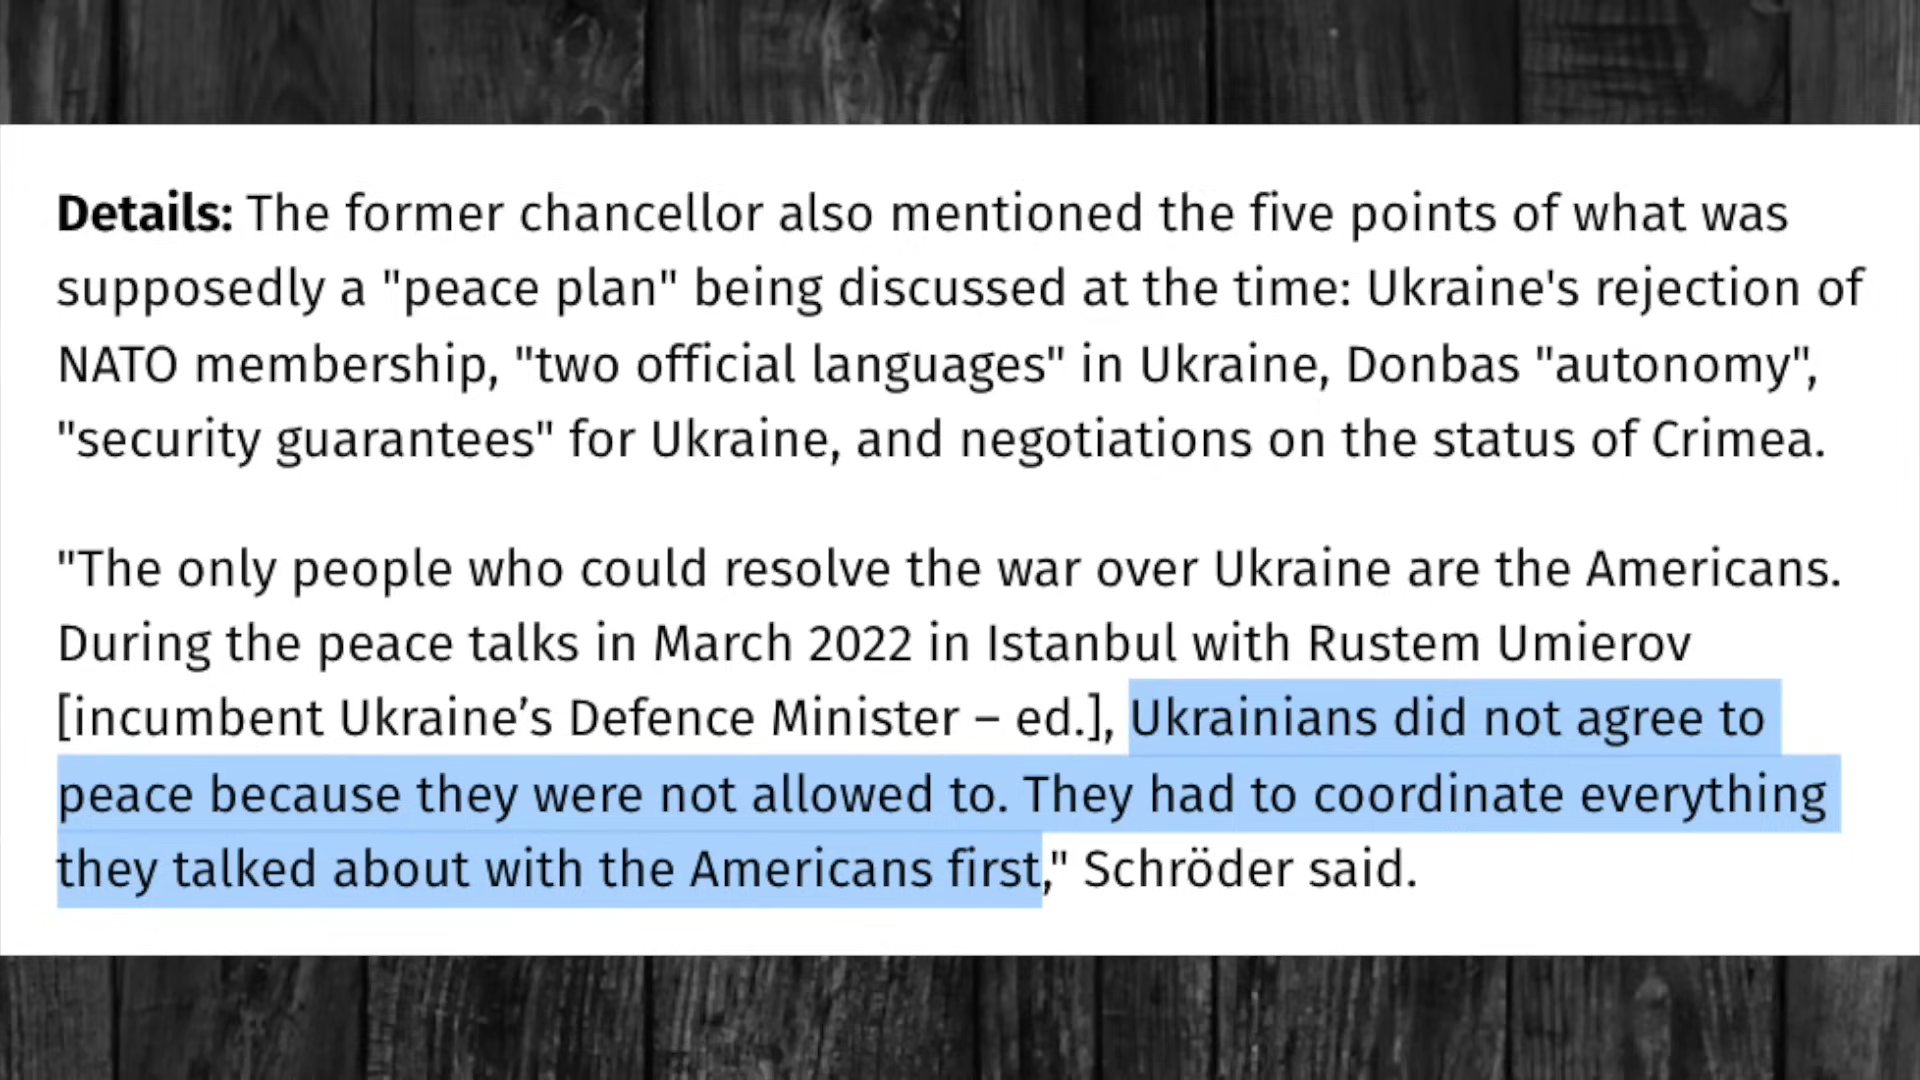 Details: The former chancellor also mentioned the five points of what was
supposedly a "peace plan" being discussed at the time: Ukraine's rejection of
NATO membership, "two official languages" in Ukraine, Donbas "autonomy",
"security guarantees" for Ukraine, and negotiations on the status of Crimea.
"The only people who could resolve the war over Ukraine are the Americans.
During the peace talks in March 2022 in Istanbul with Rustem Umierov
[incumbent Ukraine’s Defence Minister – ed.], Ukrainians did not agree to
peace because they were not allowed to. They had to coordinate everything
they talked about with the Americans first," Schröder said.